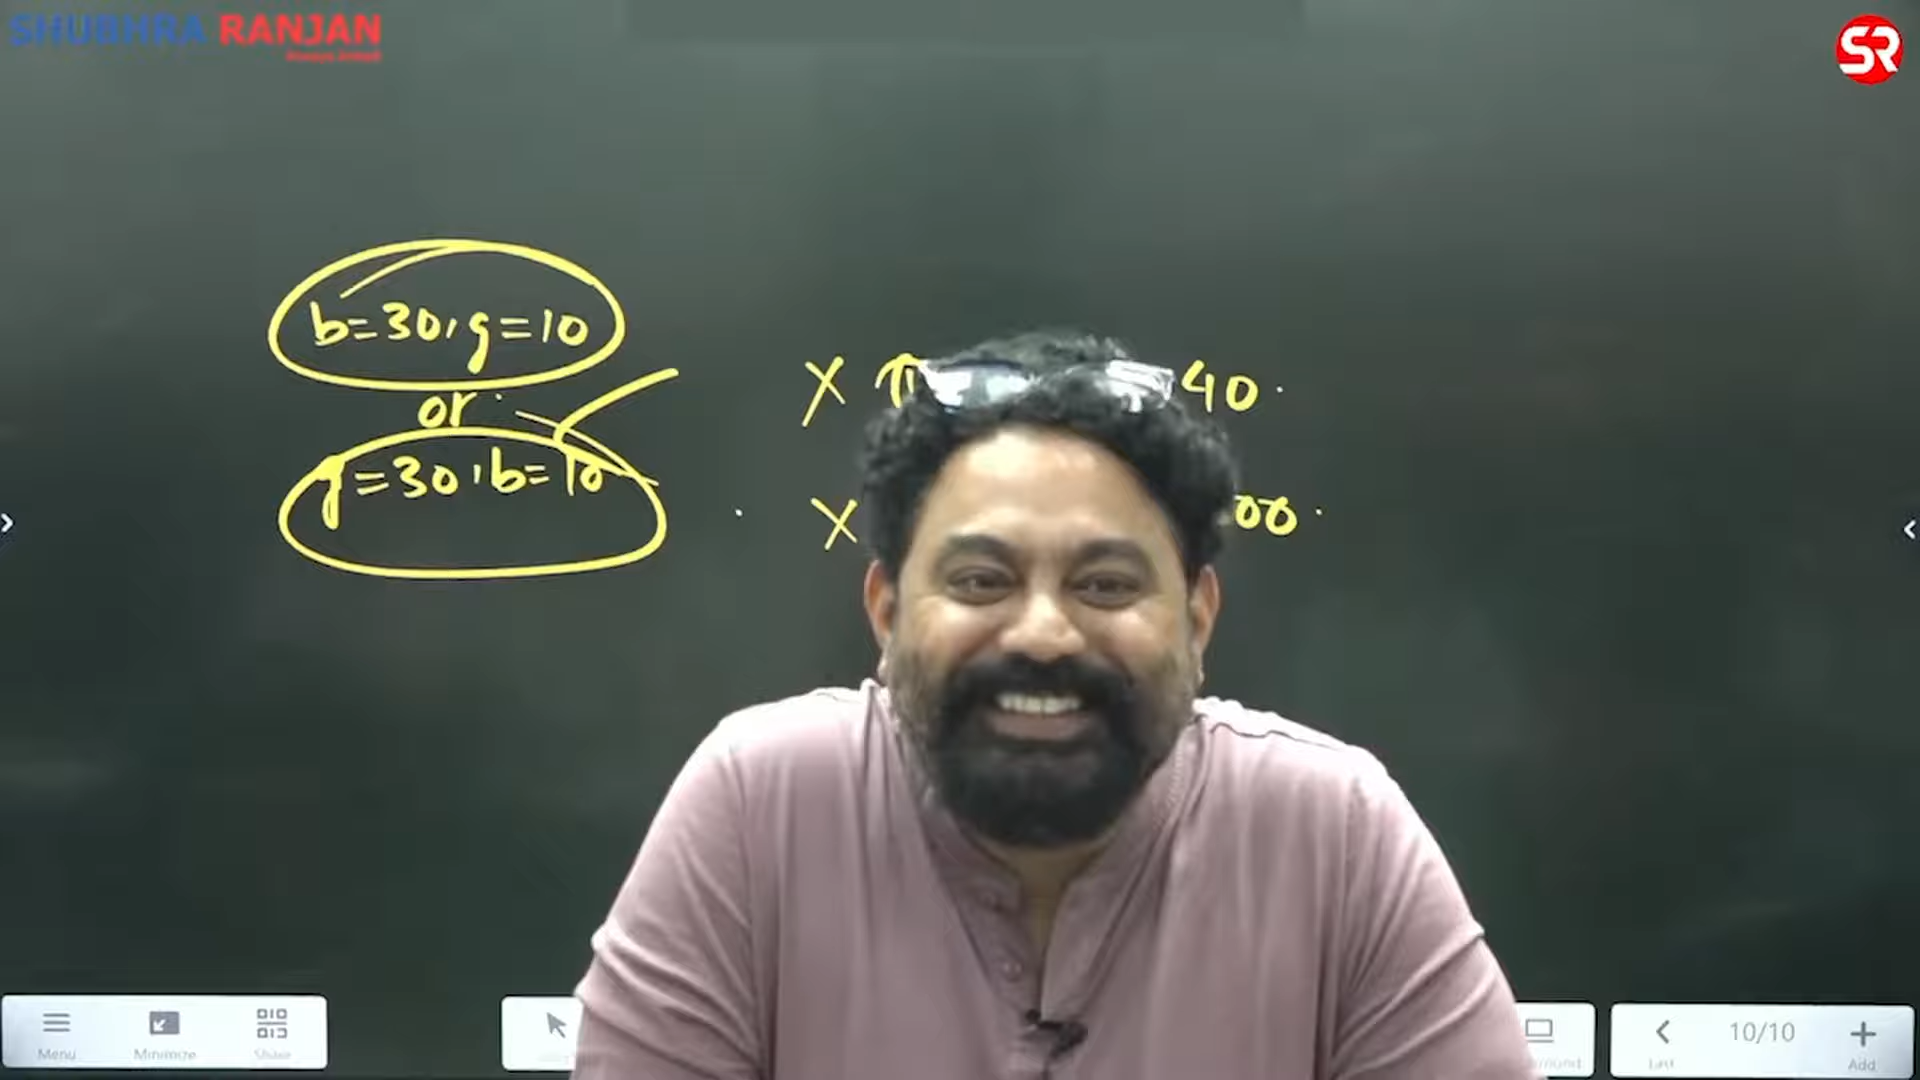 SHUBHRA RANJAN
SR
b=30, g=10
or
g=30, b=10
X
40
X
00
Menu
Minimize
Share
Last
10/10
Add